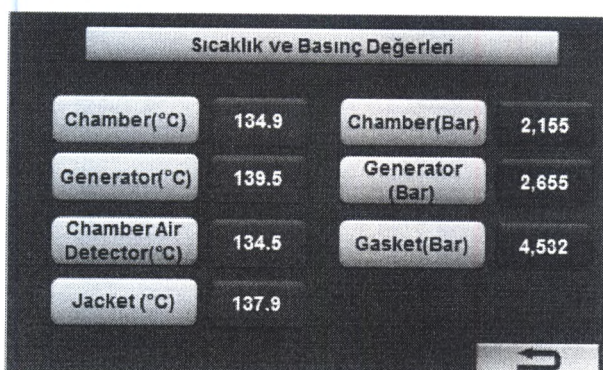 Sıcaklık ve Basınç Değerleri
Chamber(°C) 134.9
Chamber(Bar) 2,155
Generator(°C) 139.5
Generator
(Bar) 2,655
Chamber Air
Detector(°C) 134.5
Gasket(Bar) 4,532
Jacket (°C) 137.9